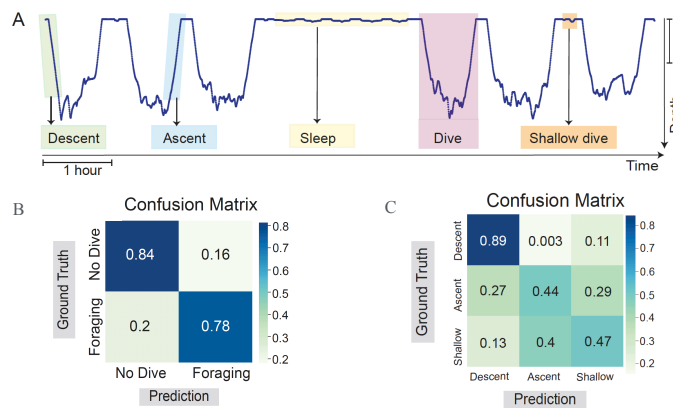 A
Descent
Ascent
Sleep
Dive
Shallow dive
1 hour
Time
B
Confusion Matrix
Ground Truth
No Dive
Foraging
0.84
0.16
0.2
0.78
No Dive
Foraging
Prediction
0.8
0.7
0.6
0.5
0.4
0.3
0.2
C
Confusion Matrix
Ground Truth
Descent
Ascent
Shallow
0.89
0.003
0.11
0.27
0.44
0.29
0.13
0.4
0.47
Descent
Ascent
Shallow
Prediction
0.8
0.7
0.6
0.5
0.4
0.3
0.2